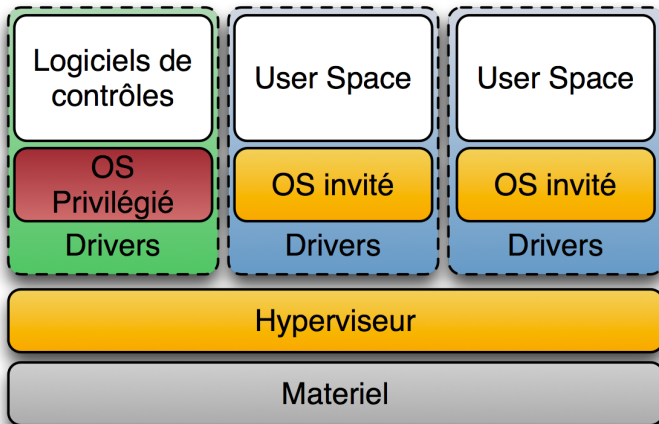 Logiciels de
contrôles
User Space
User Space
OS
Privilégié
OS invité
OS invité
Drivers
Drivers
Drivers
Hyperviseur
Materiel